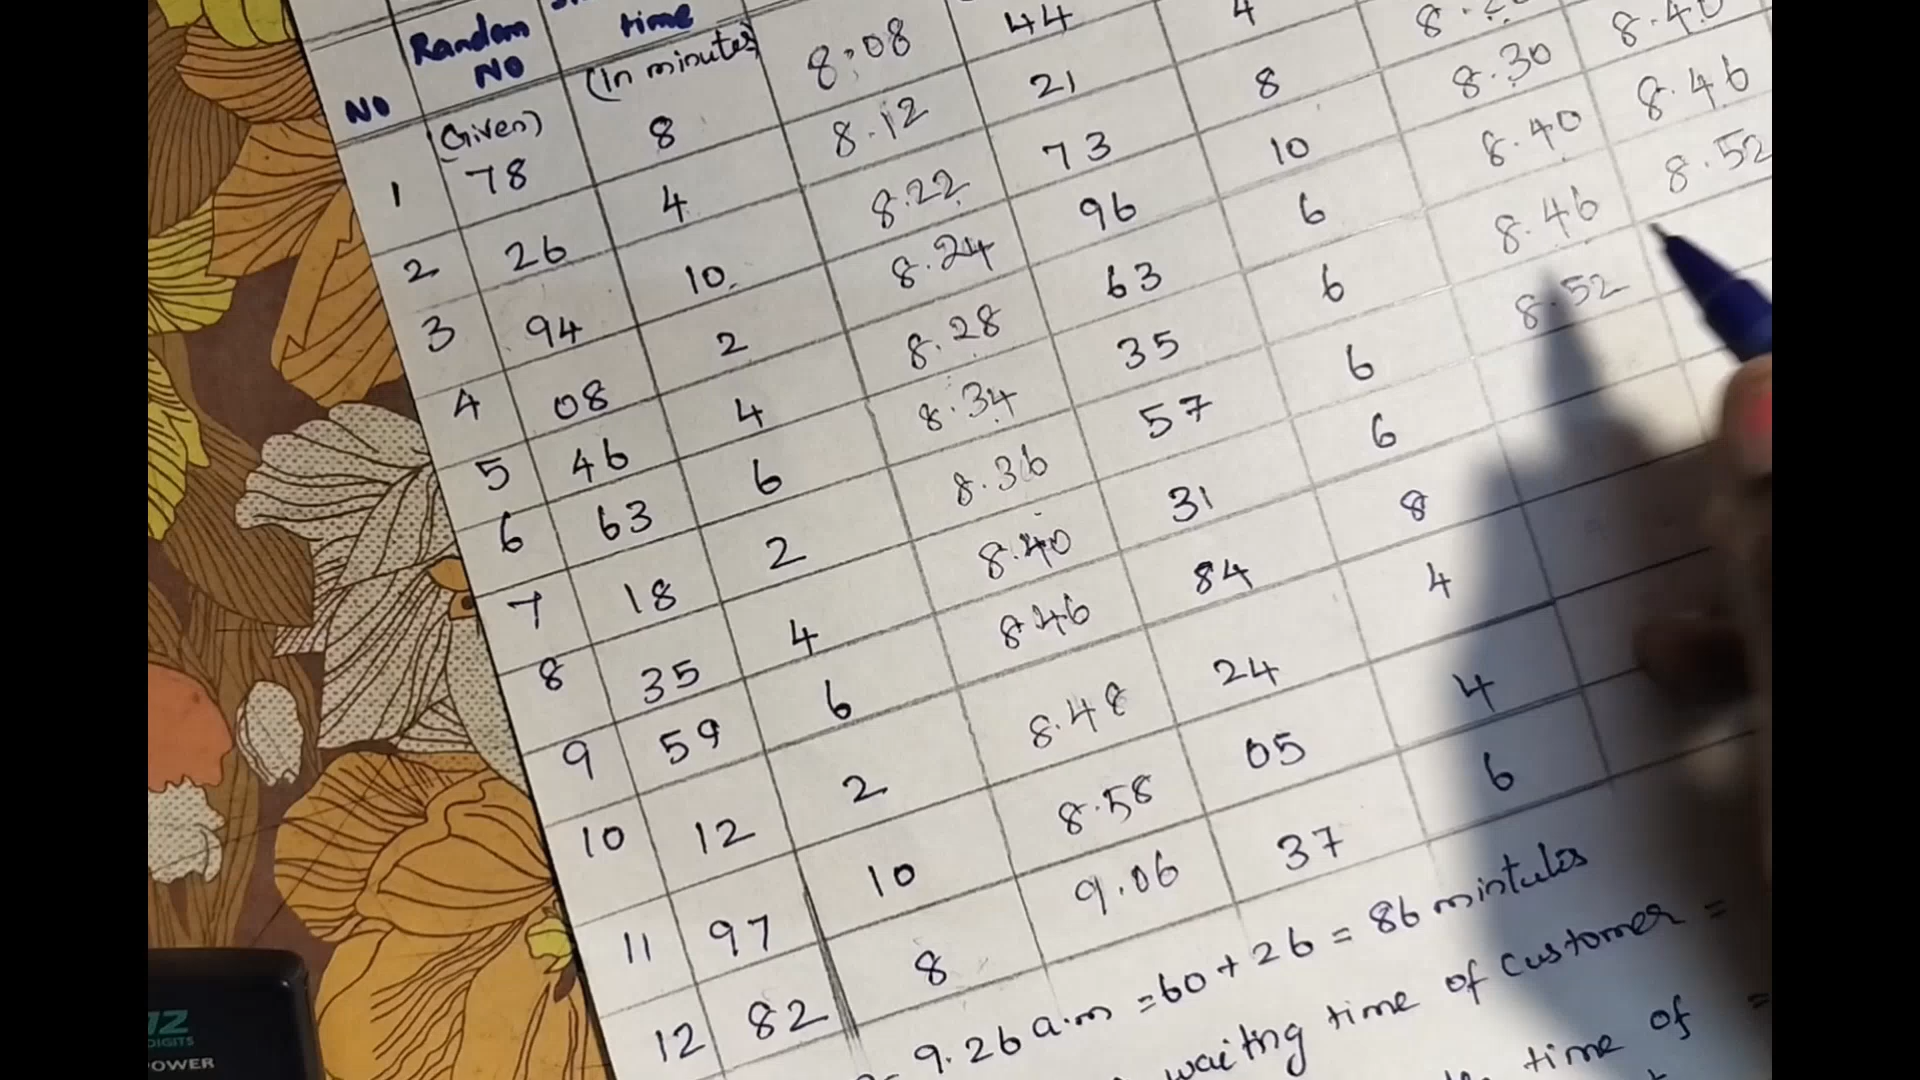 time
Random
NO
(In minutes)
NO
(Given)
1 78 8 8:08 44
2 26 4 8.12 21 4
3 94 10 8.22 73 8
4 08 2 8.24 96 10 8.30 8.40
5 46 4 8.28 63 6 8.40 8.46
6 63 6 8.34 35 6 8.46 8.52
7 18 2 8.36 57 6 8.52
8 35 4 8.40 31 6
9 59 6 8.46 84 8
10 12 2 8.48 24 4
11 97 10 8.58 05 4
12 82 8 9.06 37 6
9.26 a.m = 60 + 26 = 86 mintules
waiting time of customer =
time of =
DIGITS
POWER